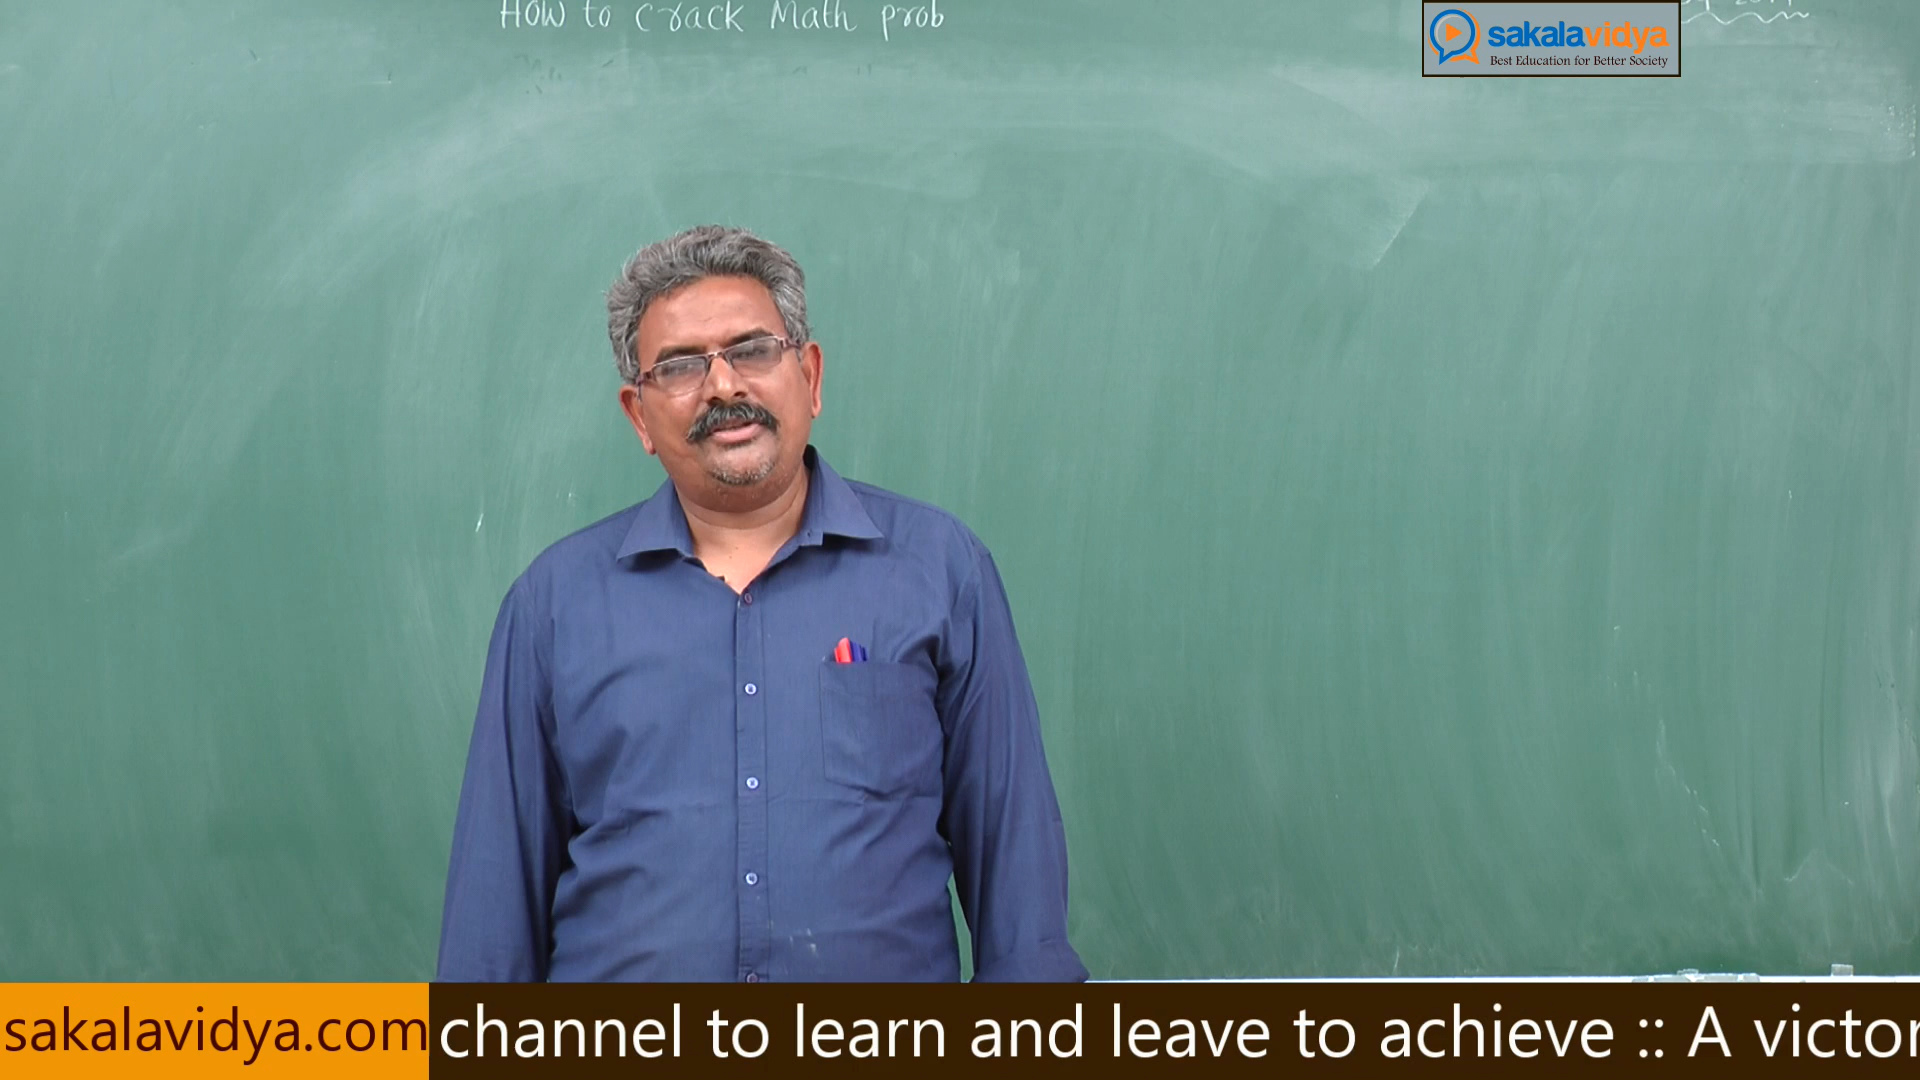 How to crack Math prob
sakalavidya
Best Education for Better Society
sakalavidya.com channel to learn and leave to achieve :: A victor